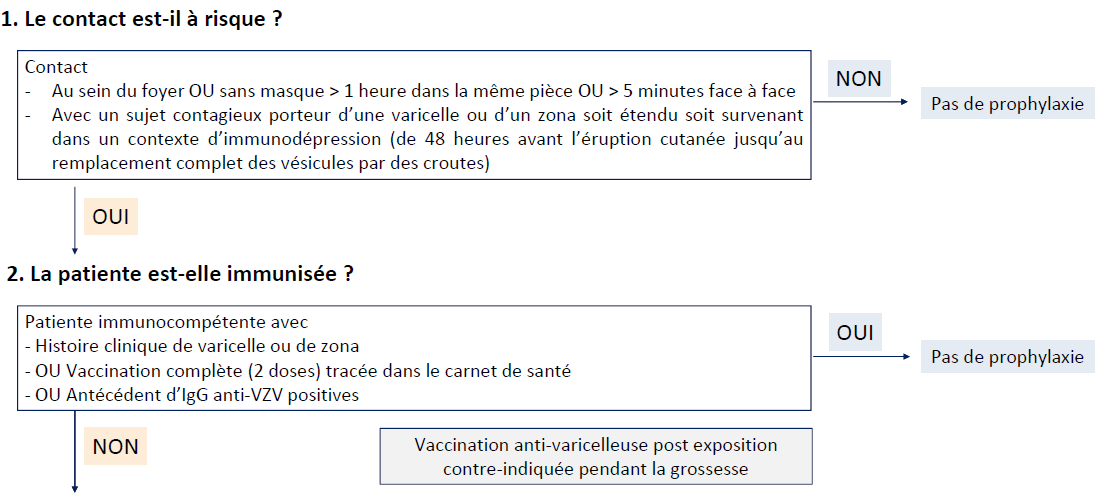 1. Le contact est-il à risque ?
Contact
- Au sein du foyer OU sans masque > 1 heure dans la même pièce OU > 5 minutes face à face
- Avec un sujet contagieux porteur d’une varicelle ou d’un zona soit étendu soit survenant
dans un contexte d’immunodépression (de 48 heures avant l’éruption cutanée jusqu’au
remplacement complet des vésicules par des croutes)
NON
Pas de prophylaxie
OUI
2. La patiente est-elle immunisée ?
Patiente immunocompétente avec
- Histoire clinique de varicelle ou de zona
- OU Vaccination complète (2 doses) tracée dans le carnet de santé
- OU Antécédent d’IgG anti-VZV positives
OUI
Pas de prophylaxie
NON
Vaccination anti-varicelleuse post exposition
contre-indiquée pendant la grossesse